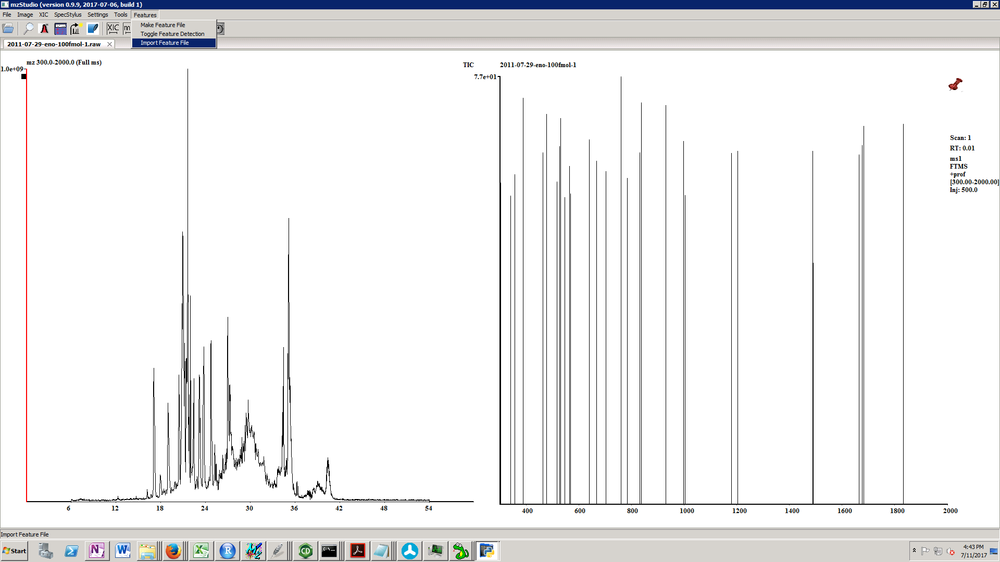 mzStudio (version 0.9.9, 2017-07-06, build 1)
File Image XIC SpecStylus Settings Tools Features
Make Feature File
Toggle Feature Detection
Import Feature File
XIC m
2011-07-29-eno-100fmol-1.raw
mz 300.0-2000.0 (Full ms)
1.0e+09
TIC
2011-07-29-eno-100fmol-1
7.7e+01
Scan: 1
RT: 0.01
ms1
FTMS
+prof
[300.00-2000.00]
Inj: 500.0
6 12 18 24 30 36 42 48 54
400 600 800 1000 1200 1400 1600 1800 2000
Import Feature File
Start
N
W
X
R
CD
C:\
4:43 PM
7/11/2017